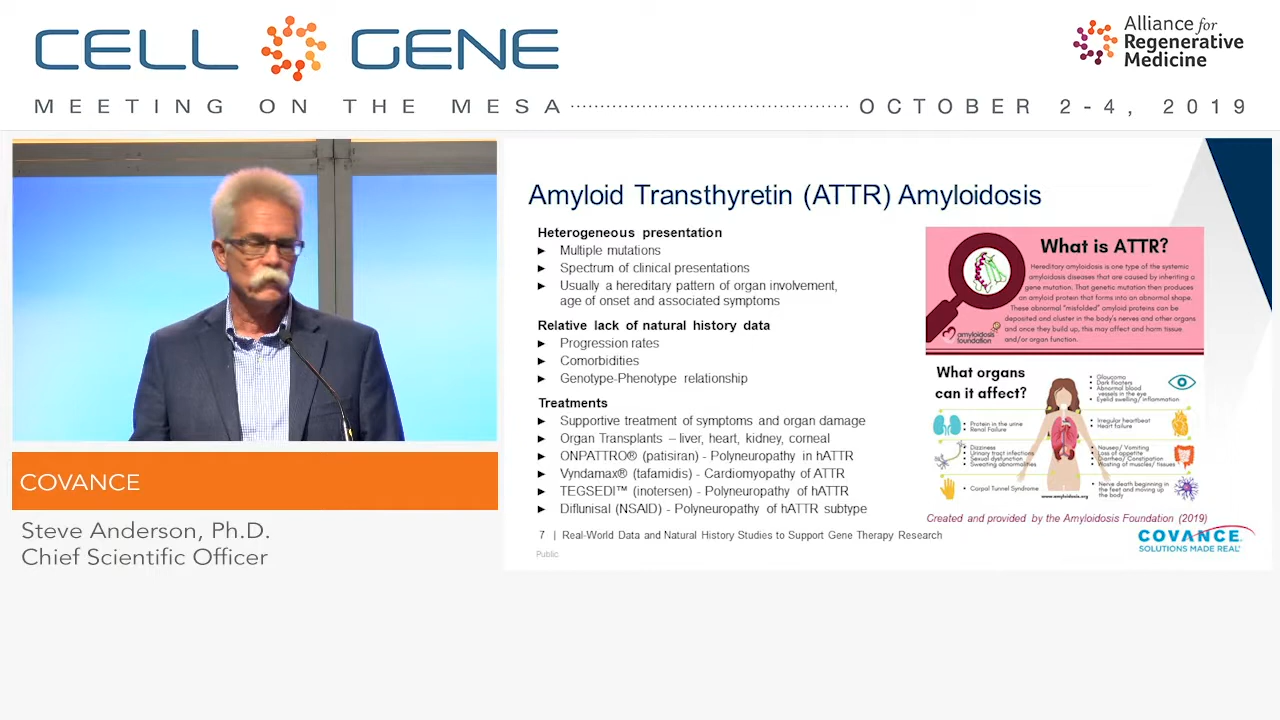 CELL GENE
MEETING ON THE MESA
OCTOBER 2-4, 2019
Alliance for
Regenerative
Medicine
COVANCE
Steve Anderson, Ph.D.
Chief Scientific Officer
Amyloid Transthyretin (ATTR) Amyloidosis
Heterogeneous presentation
► Multiple mutations
► Spectrum of clinical presentations
► Usually a hereditary pattern of organ involvement,
age of onset and associated symptoms
Relative lack of natural history data
► Progression rates
► Comorbidities
► Genotype-Phenotype relationship
Treatments
► Supportive treatment of symptoms and organ damage
► Organ Transplants – liver, heart, kidney, corneal
► ONPATTRO® (patisiran) - Polyneuropathy in hATTR
► Vyndamax® (tafamidis) - Cardiomyopathy of ATTR
► TEGSEDI™ (inotersen) - Polyneuropathy of hATTR
► Diflunisal (NSAID) - Polyneuropathy of hATTR subtype
What is ATTR?
Hereditary amyloidosis is one type of the systemic
amyloidosis diseases that are caused by inheriting a
gene mutation. That genetic mutation then produces
an amyloid protein that forms into an abnormal shape.
These abnormal "misfolded" amyloid proteins can be
deposited and cluster in the body's nerves and other organs
and once they build up, this may affect and harm tissue
and/or organ function.
amyloidosis
foundation
What organs
can it affect?
• Glaucoma
• Dark floaters
• Abnormal blood
vessels in the eye
• Eyelid swelling/ inflammation
• Protein in the urine
• Renal Failure
• Irregular heartbeat
• Heart failure
• Dizziness
• Urinary tract infections
• Sexual dysfunction
• Sweating abnormalities
• Nausea/ Vomiting
• Loss of appetite
• Diarrhea/ Constipation
• Wasting of muscles/ tissues
• Carpal Tunnel Syndrome
• Nerve death beginning in
the feet and moving up
the body
www.amyloidosis.org
Created and provided by the Amyloidosis Foundation (2019)
7 | Real-World Data and Natural History Studies to Support Gene Therapy Research
Public
COVANCE
SOLUTIONS MADE REAL®